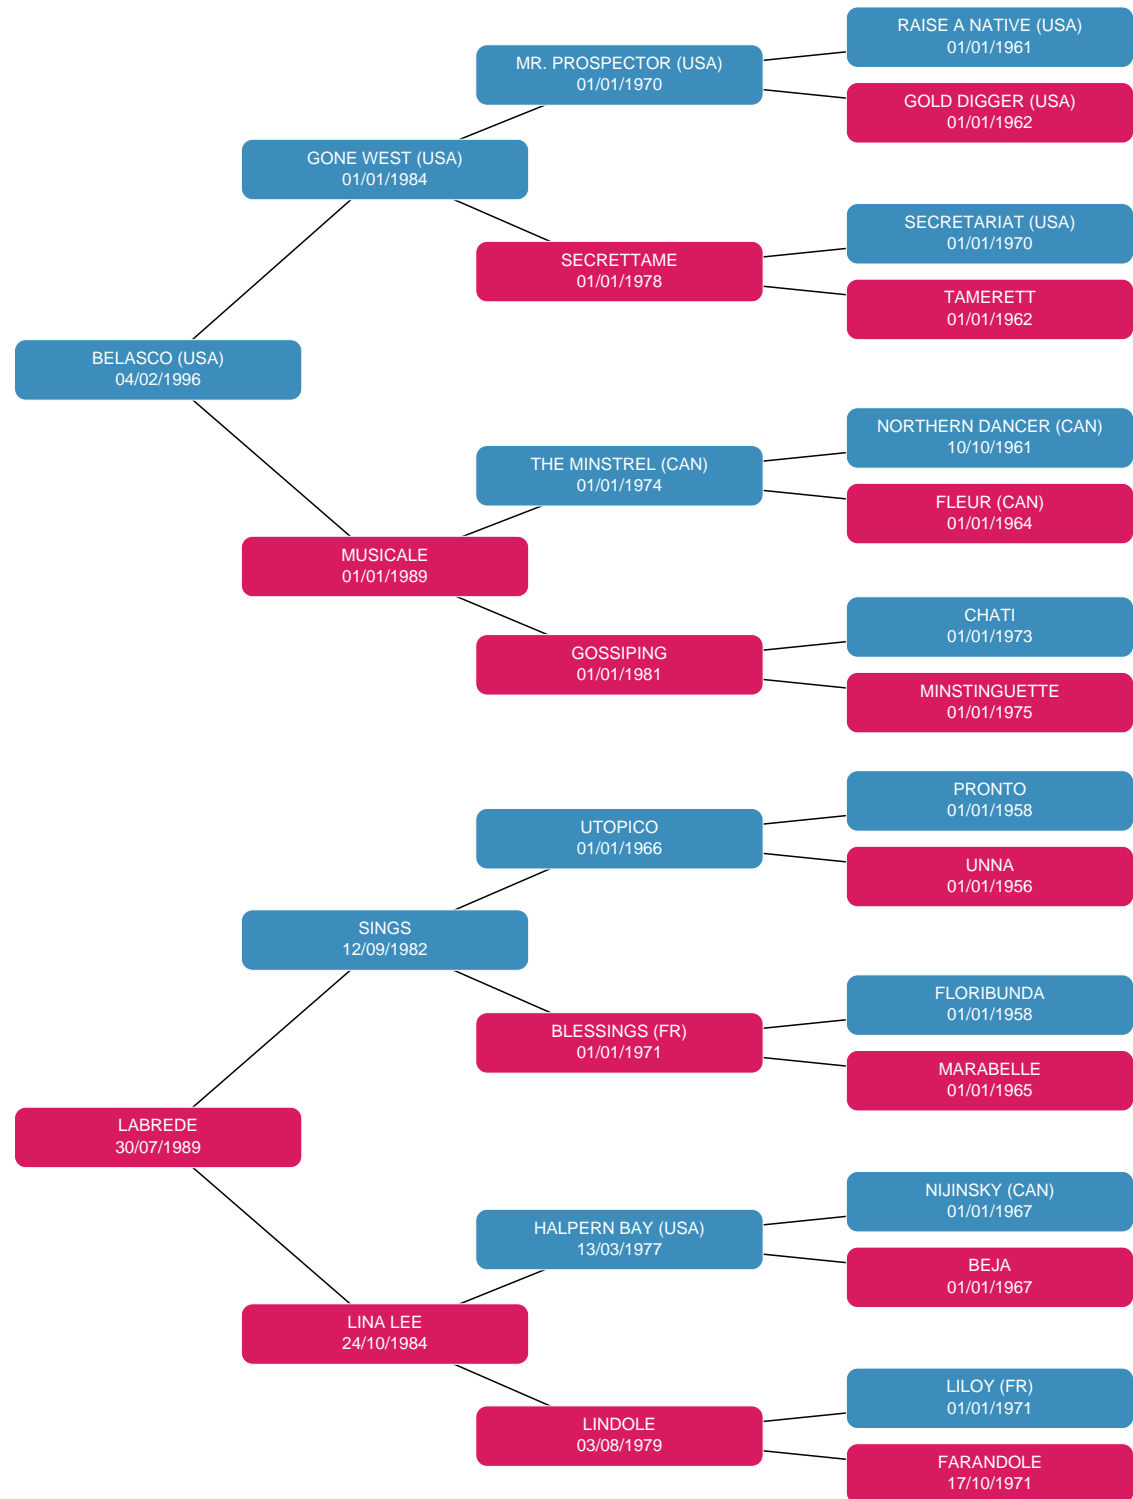 RAISE A NATIVE (USA)
01/01/1961
MR. PROSPECTOR (USA)
01/01/1970
GOLD DIGGER (USA)
01/01/1962
GONE WEST (USA)
01/01/1984
SECRETARIAT (USA)
01/01/1970
SECRETTAME
01/01/1978
TAMERETT
01/01/1962
BELASCO (USA)
04/02/1996
NORTHERN DANCER (CAN)
10/10/1961
THE MINSTREL (CAN)
01/01/1974
FLEUR (CAN)
01/01/1964
MUSICALE
01/01/1989
CHATI
01/01/1973
GOSSIPING
01/01/1981
MINSTINGUETTE
01/01/1975
PRONTO
01/01/1958
UTOPICO
01/01/1966
UNNA
01/01/1956
SINGS
12/09/1982
FLORIBUNDA
01/01/1958
BLESSINGS (FR)
01/01/1971
MARABELLE
01/01/1965
LABREDE
30/07/1989
NIJINSKY (CAN)
01/01/1967
HALPERN BAY (USA)
13/03/1977
BEJA
01/01/1967
LINA LEE
24/10/1984
LILOY (FR)
01/01/1971
LINDOLE
03/08/1979
FARANDOLE
17/10/1971